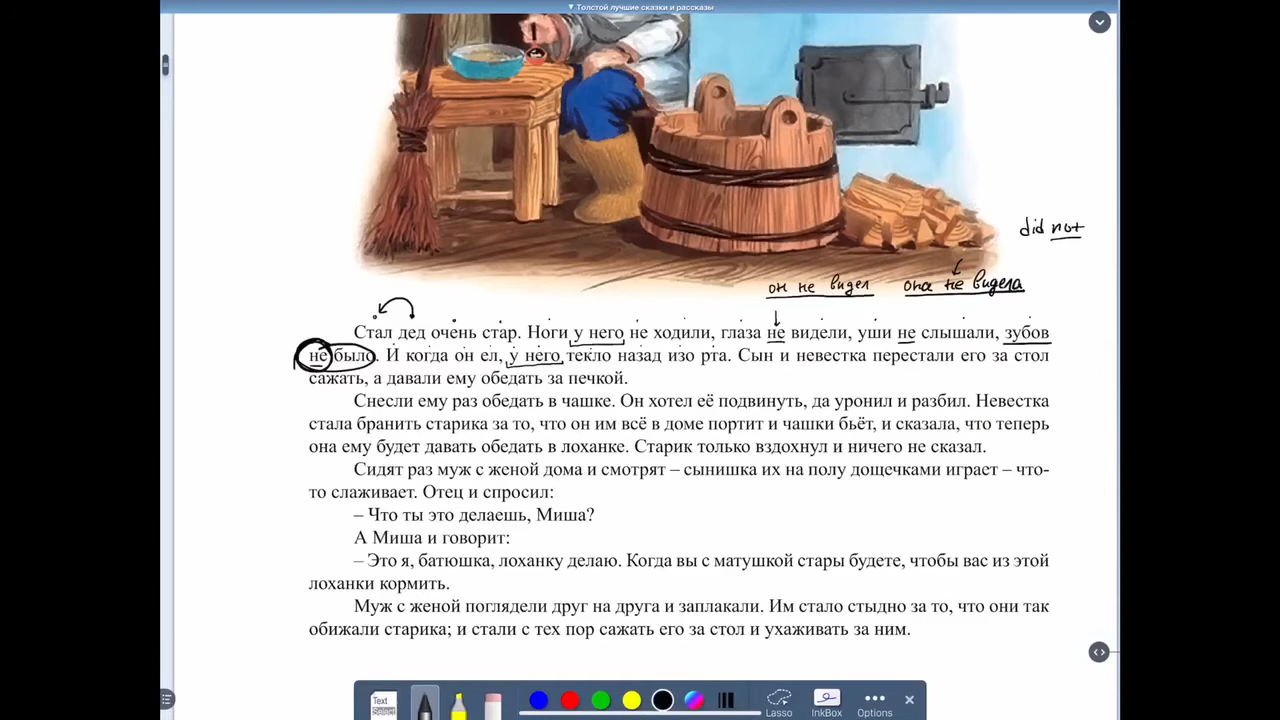 ▼ Толстой лучшие сказки и рассказы
did not
он не видел она не видела
Стал дед очень стар. Ноги у него не ходили, глаза не видели, уши не слышали, зубов
не было. И когда он ел, у него текло назад изо рта. Сын и невестка перестали его за стол
сажать, а давали ему обедать за печкой.
Снесли ему раз обедать в чашке. Он хотел её подвинуть, да уронил и разбил. Невестка
стала бранить старика за то, что он им всё в доме портит и чашки бьёт, и сказала, что теперь
она ему будет давать обедать в лоханке. Старик только вздохнул и ничего не сказал.
Сидят раз муж с женой дома и смотрят – сынишка их на полу дощечками играет – что-
то слаживает. Отец и спросил:
– Что ты это делаешь, Миша?
А Миша и говорит:
– Это я, батюшка, лоханку делаю. Когда вы с матушкой стары будете, чтобы вас из этой
лоханки кормить.
Муж с женой поглядели друг на друга и заплакали. Им стало стыдно за то, что они так
обижали старика; и стали с тех пор сажать его за стол и ухаживать за ним.
Text
Select
Lasso InkBox Options